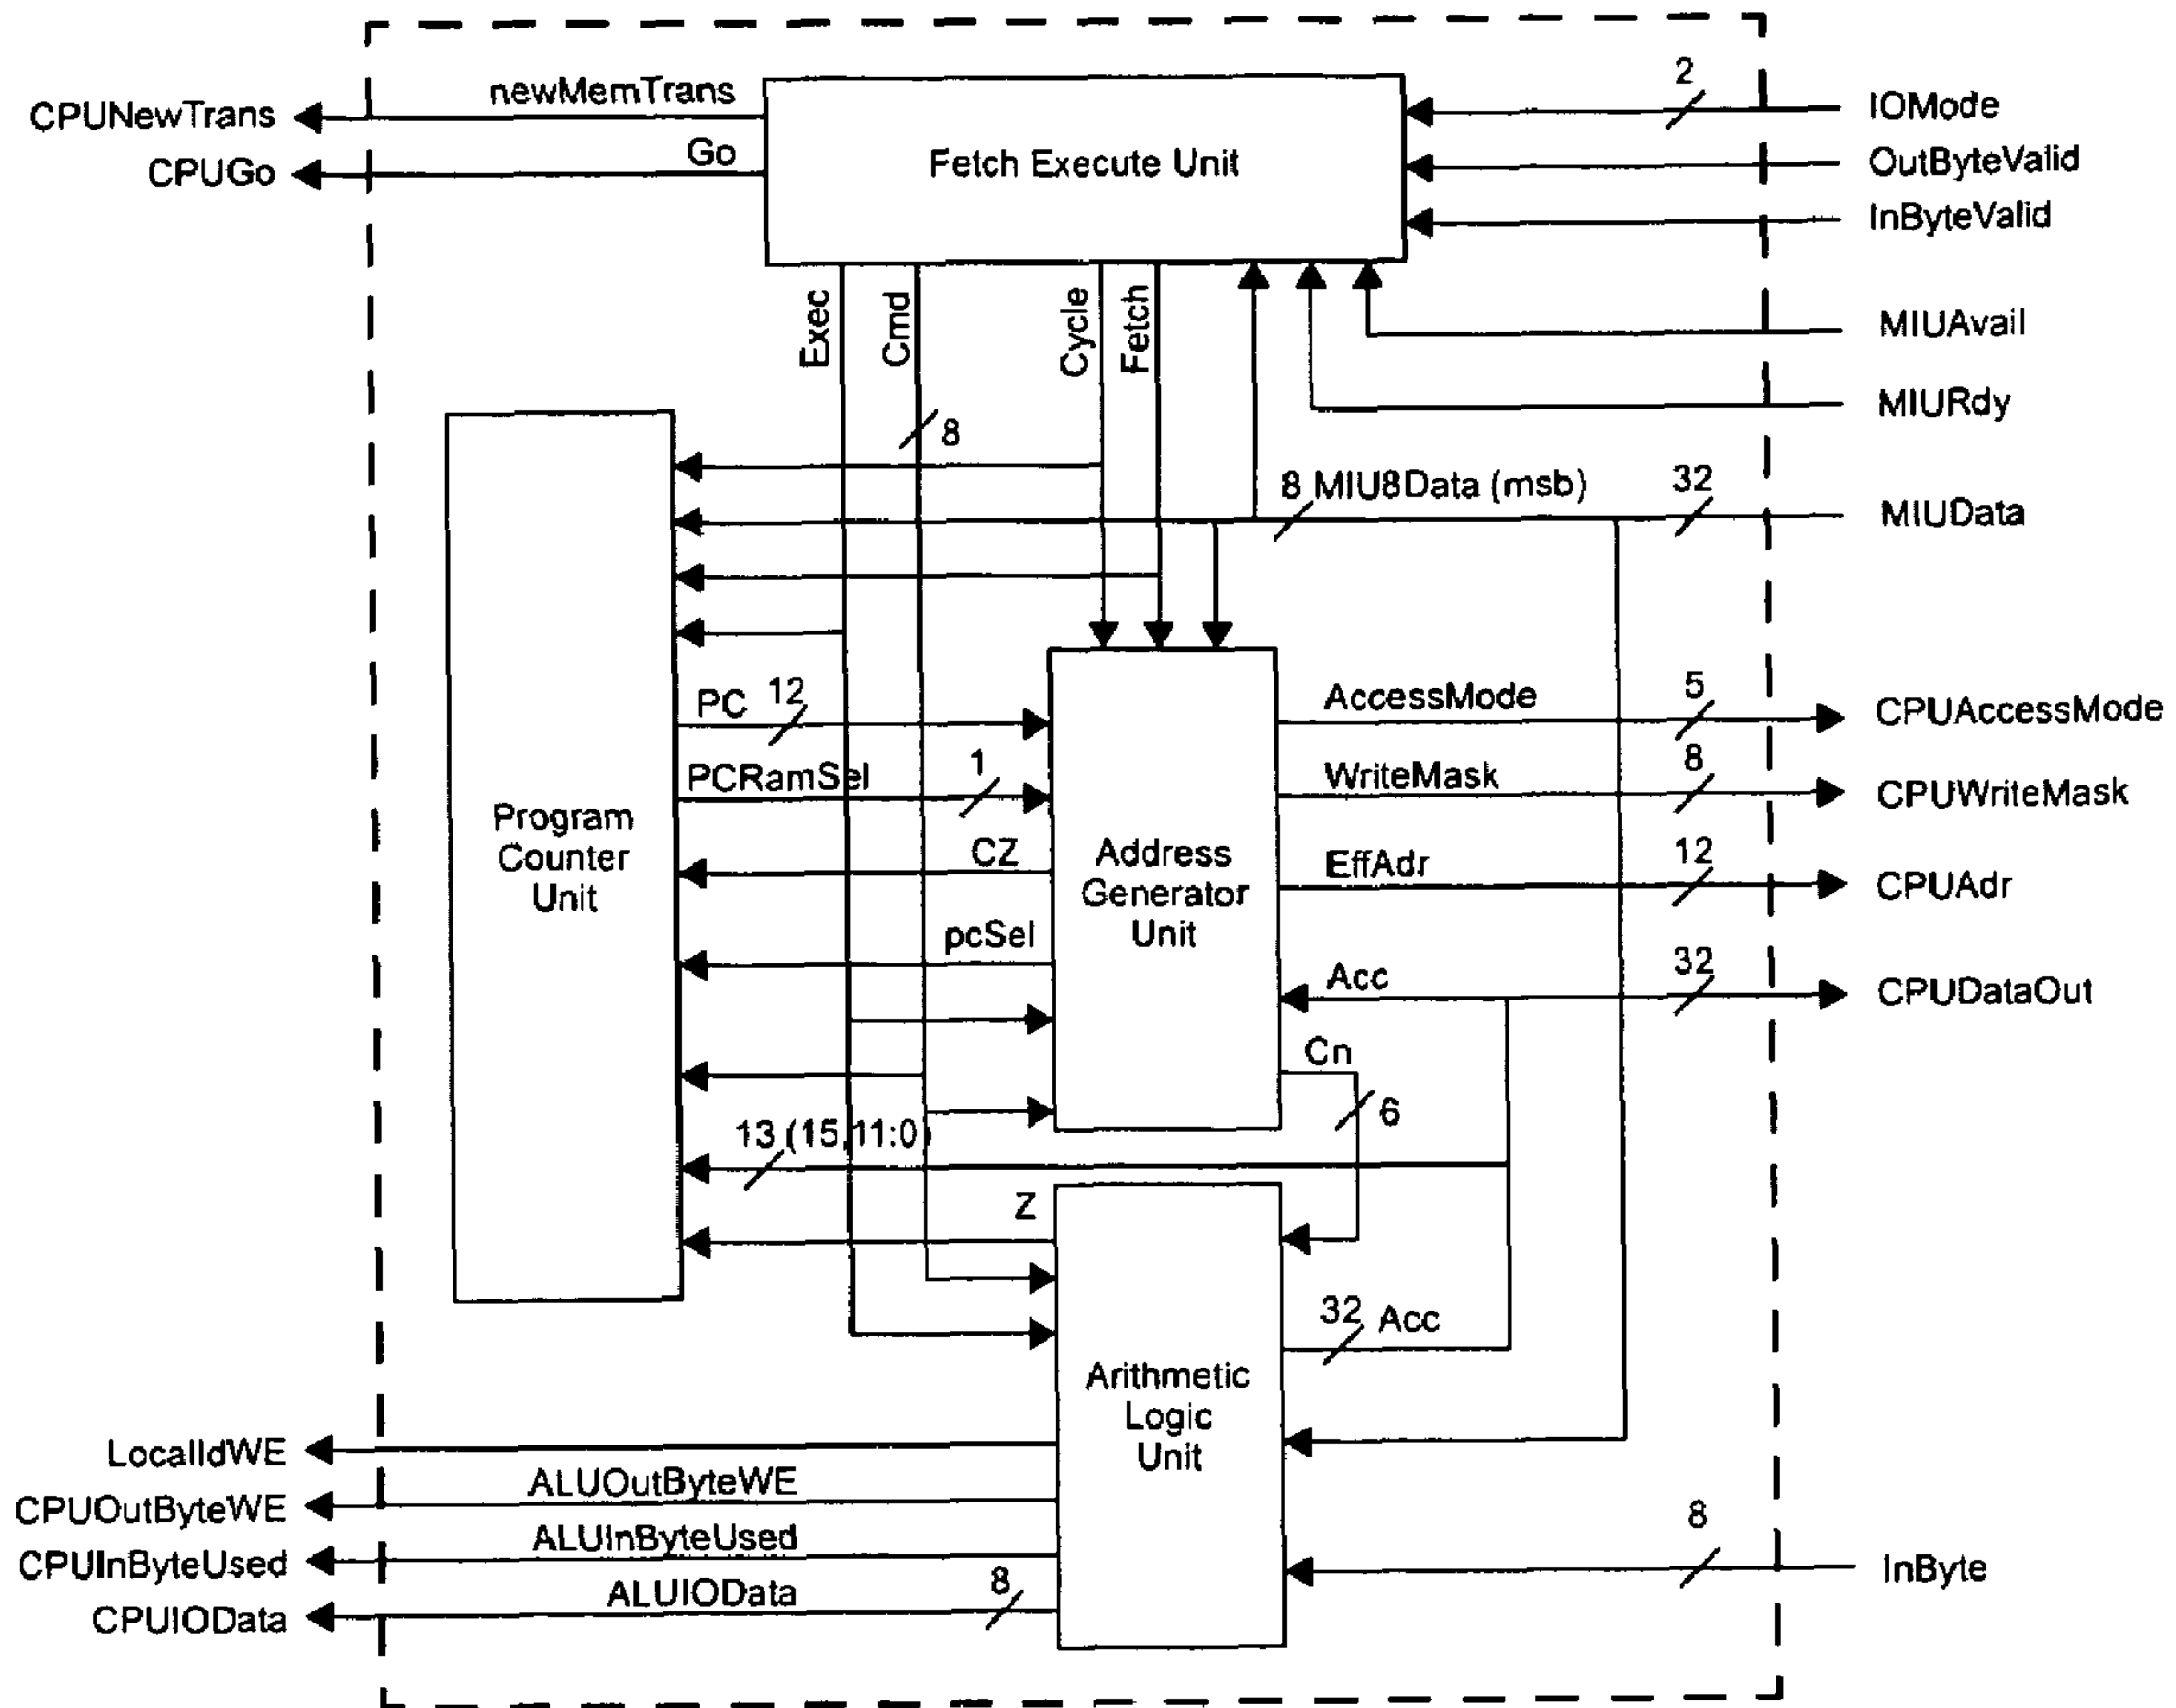 newMemTrans
CPUNewTrans
Go
CPUGo
Fetch Execute Unit
2
IOMode
OutByteValid
InByteValid
Exec
Cmd
Cycle
Fetch
MIUAvail
MIURdy
8
8 MIU8Data (msb)
32
MIUData
PC
12
PCRamSel
1
Program
Counter
Unit
CZ
pcSel
Address
Generator
Unit
AccessMode
5
CPUAccessMode
WriteMask
8
CPUWriteMask
EffAdr
12
CPUAdr
Acc
32
CPUDataOut
Cn
6
13 (15,11:0)
Z
32 Acc
Arithmetic
Logic
Unit
LocalIdWE
ALUOutByteWE
CPUOutByteWE
ALUInByteUsed
CPUInByteUsed
ALUIOData
8
CPUIOData
8
InByte